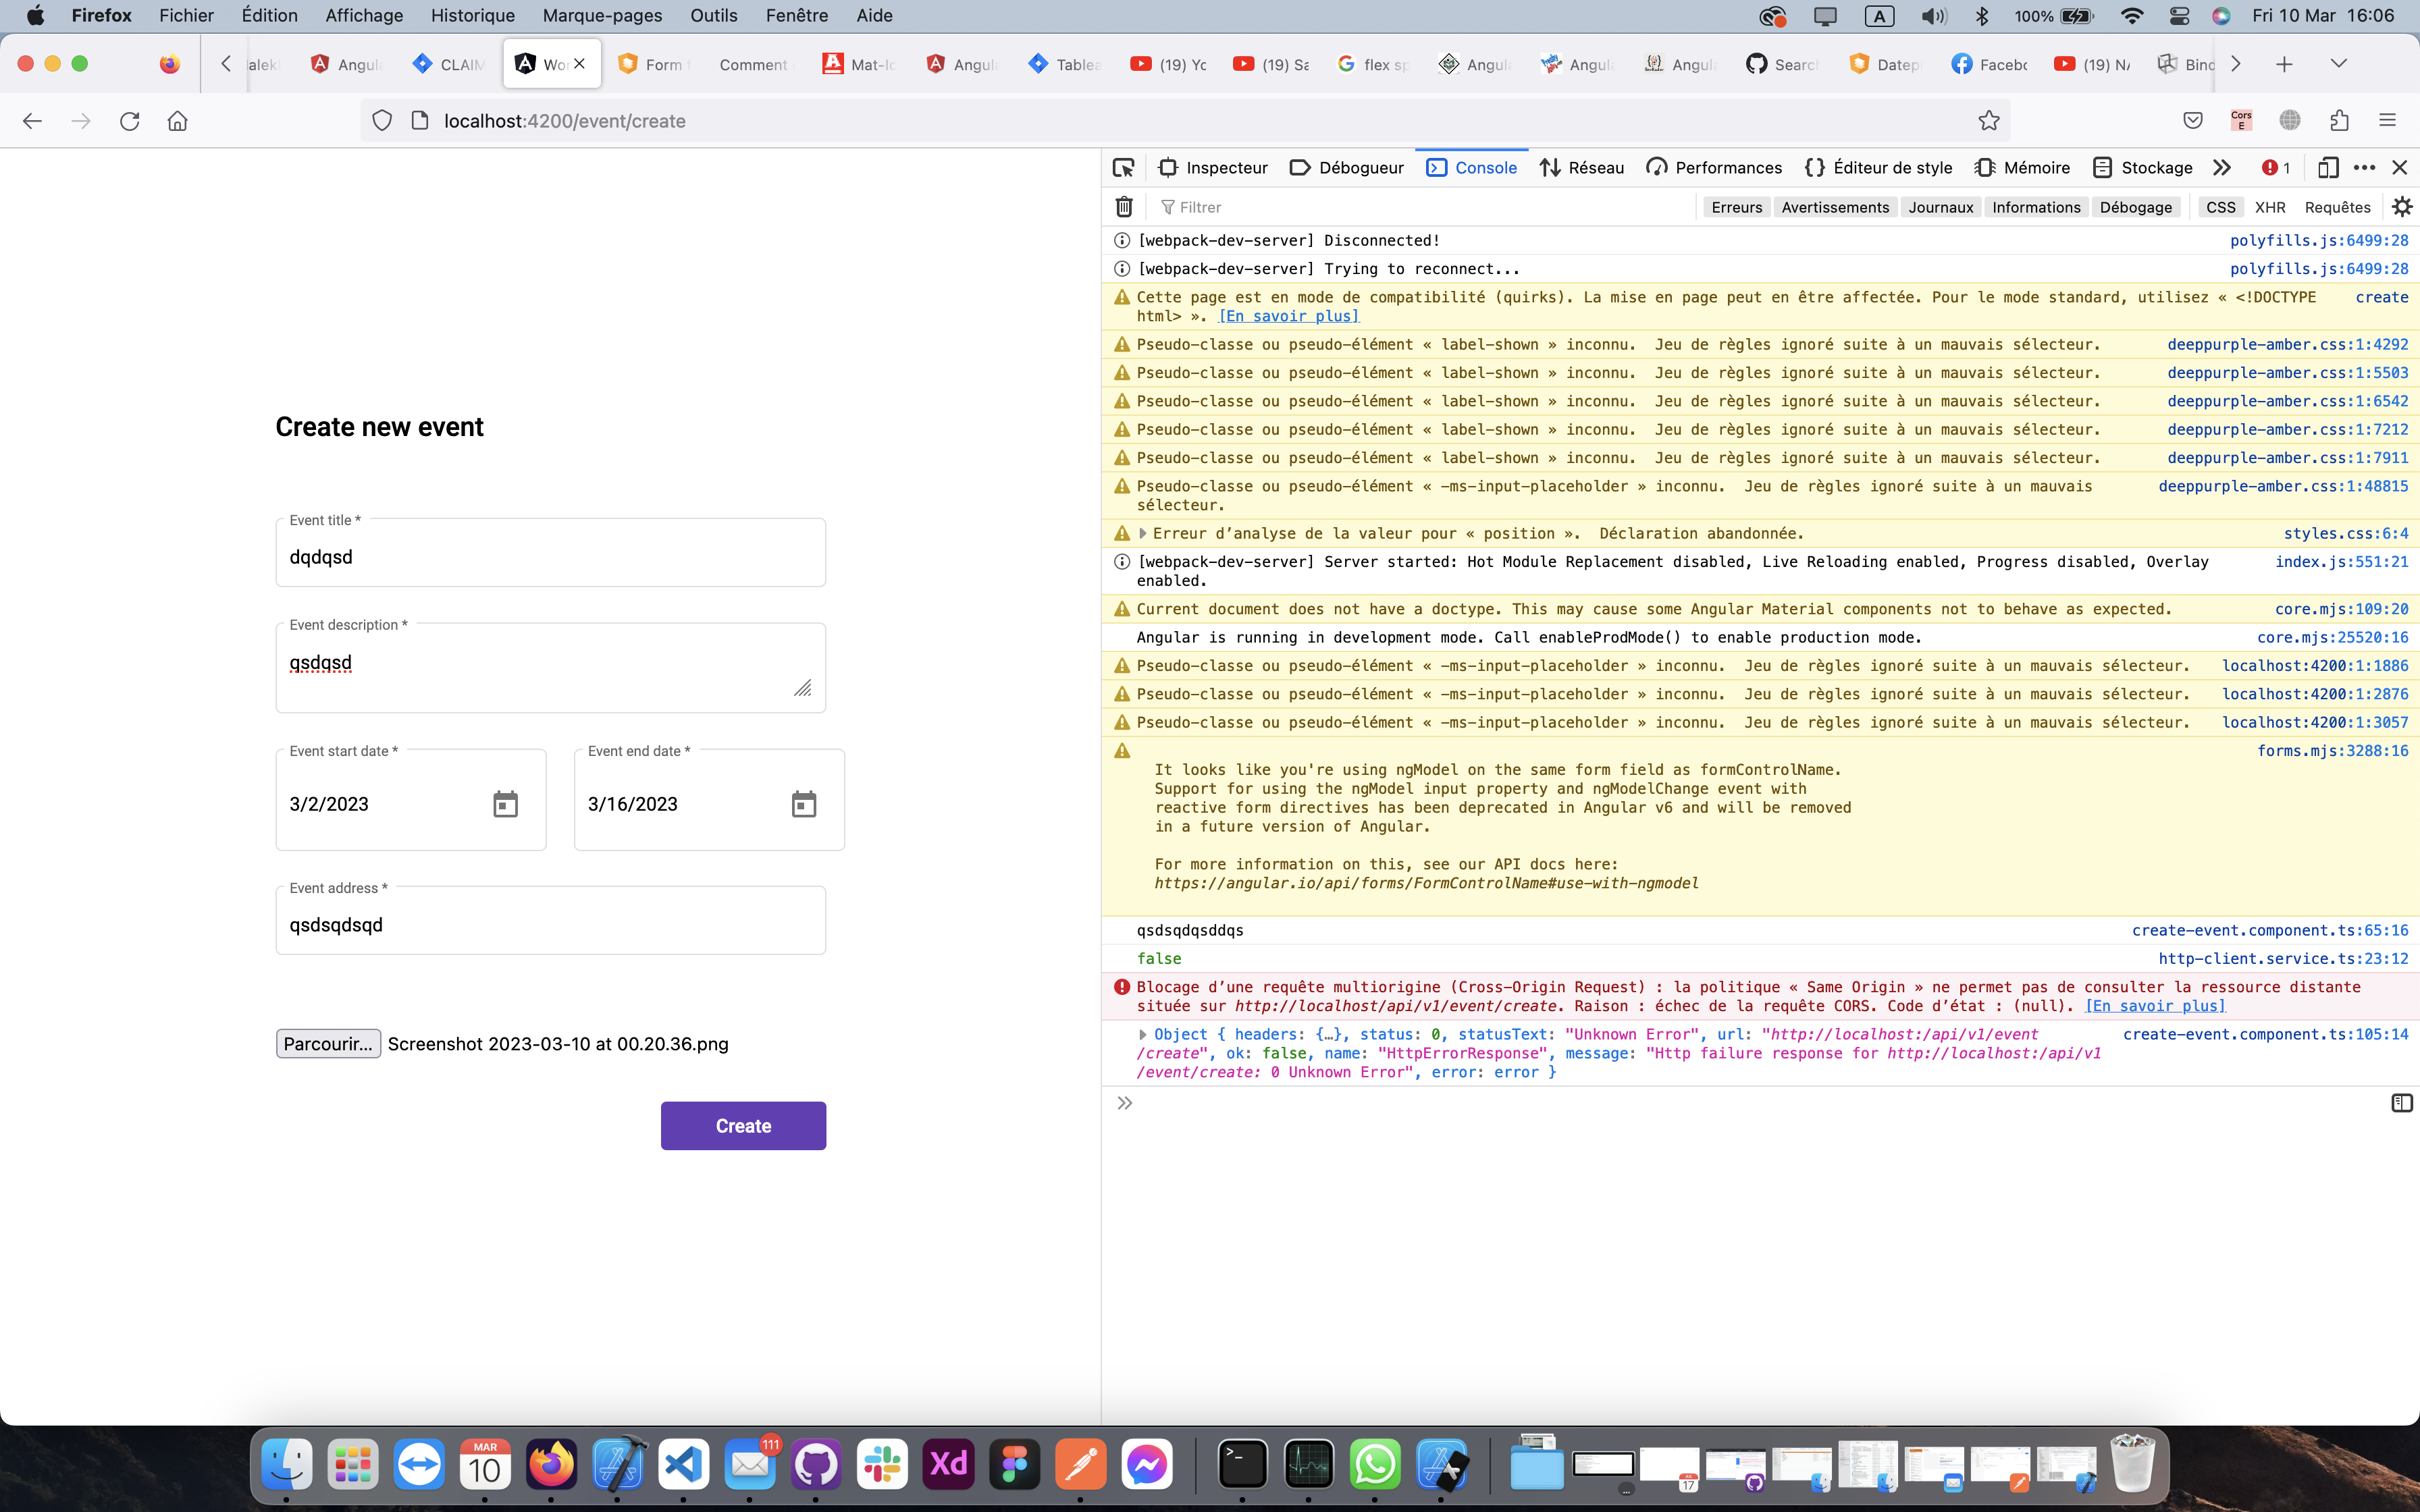 Firefox Fichier Édition Affichage Historique Marque-pages Outils Fenêtre Aide
A 100% Fri 10 Mar 16:06
alek Angul CLAIM Wo Form Comment Mat-Ic Angul Tablea (19) Yo (19) Sa flex sp Angula Angula Angula Searc Datep Facebo (19) Bind
localhost:4200/event/create
Cors
E
Inspecteur Débogueur Console Réseau Performances Éditeur de style Mémoire Stockage 1
Filtrer Erreurs Avertissements Journaux Informations Débogage CSS XHR Requêtes
[webpack-dev-server] Disconnected! polyfills.js:6499:28
[webpack-dev-server] Trying to reconnect... polyfills.js:6499:28
Cette page est en mode de compatibilité (quirks). La mise en page peut en être affectée. Pour le mode standard, utilisez « <!DOCTYPE create
html> ». [En savoir plus]
Pseudo-classe ou pseudo-élément « label-shown » inconnu. Jeu de règles ignoré suite à un mauvais sélecteur. deeppurple-amber.css:1:4292
Pseudo-classe ou pseudo-élément « label-shown » inconnu. Jeu de règles ignoré suite à un mauvais sélecteur. deeppurple-amber.css:1:5503
Pseudo-classe ou pseudo-élément « label-shown » inconnu. Jeu de règles ignoré suite à un mauvais sélecteur. deeppurple-amber.css:1:6542
Pseudo-classe ou pseudo-élément « label-shown » inconnu. Jeu de règles ignoré suite à un mauvais sélecteur. deeppurple-amber.css:1:7212
Pseudo-classe ou pseudo-élément « label-shown » inconnu. Jeu de règles ignoré suite à un mauvais sélecteur. deeppurple-amber.css:1:7911
Pseudo-classe ou pseudo-élément « -ms-input-placeholder » inconnu. Jeu de règles ignoré suite à un mauvais deeppurple-amber.css:1:48815
sélecteur.
Erreur d’analyse de la valeur pour « position ». Déclaration abandonnée. styles.css:6:4
[webpack-dev-server] Server started: Hot Module Replacement disabled, Live Reloading enabled, Progress disabled, Overlay index.js:551:21
enabled.
Current document does not have a doctype. This may cause some Angular Material components not to behave as expected. core.mjs:109:20
Angular is running in development mode. Call enableProdMode() to enable production mode. core.mjs:25520:16
Pseudo-classe ou pseudo-élément « -ms-input-placeholder » inconnu. Jeu de règles ignoré suite à un mauvais sélecteur. localhost:4200:1:1886
Pseudo-classe ou pseudo-élément « -ms-input-placeholder » inconnu. Jeu de règles ignoré suite à un mauvais sélecteur. localhost:4200:1:2876
Pseudo-classe ou pseudo-élément « -ms-input-placeholder » inconnu. Jeu de règles ignoré suite à un mauvais sélecteur. localhost:4200:1:3057
forms.mjs:3288:16
It looks like you're using ngModel on the same form field as formControlName.
Support for using the ngModel input property and ngModelChange event with
reactive form directives has been deprecated in Angular v6 and will be removed
in a future version of Angular.
For more information on this, see our API docs here:
https://angular.io/api/forms/FormControlName#use-with-ngmodel
qsdsqdqsddqs create-event.component.ts:65:16
false http-client.service.ts:23:12
Blocage d’une requête multiorigine (Cross-Origin Request) : la politique « Same Origin » ne permet pas de consulter la ressource distante
située sur http://localhost/api/v1/event/create. Raison : échec de la requête CORS. Code d’état : (null). [En savoir plus]
Object { headers: {…}, status: 0, statusText: "Unknown Error", url: "http://localhost:/api/v1/event create-event.component.ts:105:14
/create", ok: false, name: "HttpErrorResponse", message: "Http failure response for http://localhost:/api/v1
/event/create: 0 Unknown Error", error: error }
Create new event
Event title *
dqdqsd
Event description *
qsdqsd
Event start date * Event end date *
3/2/2023 3/16/2023
Event address *
qsdsqdsqd
Parcourir... Screenshot 2023-03-10 at 00.20.36.png
Create
MAR
10
111
Xd
17